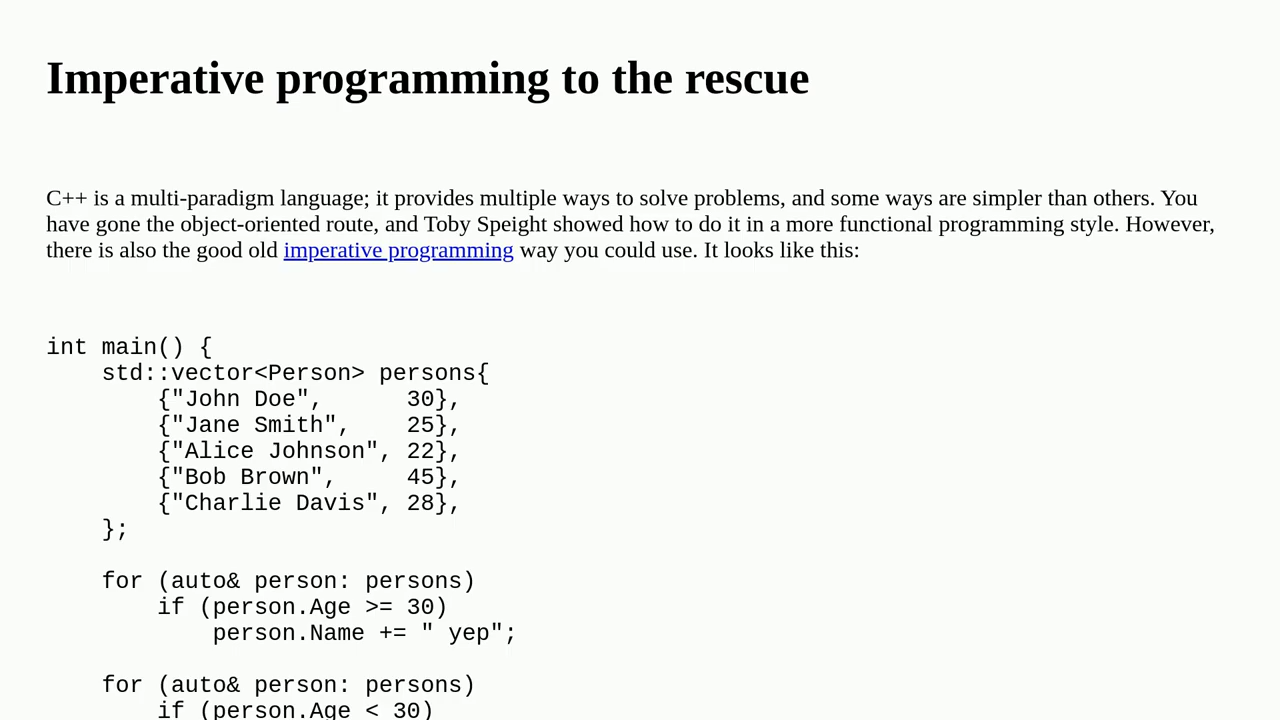 Imperative programming to the rescue
C++ is a multi-paradigm language; it provides multiple ways to solve problems, and some ways are simpler than others. You
have gone the object-oriented route, and Toby Speight showed how to do it in a more functional programming style. However,
there is also the good old imperative programming way you could use. It looks like this:
int main() {
    std::vector<Person> persons{
        {"John Doe",      30},
        {"Jane Smith",    25},
        {"Alice Johnson", 22},
        {"Bob Brown",     45},
        {"Charlie Davis", 28},
    };
    for (auto& person: persons)
        if (person.Age >= 30)
            person.Name += " yep";
    for (auto& person: persons)
        if (person.Age < 30)